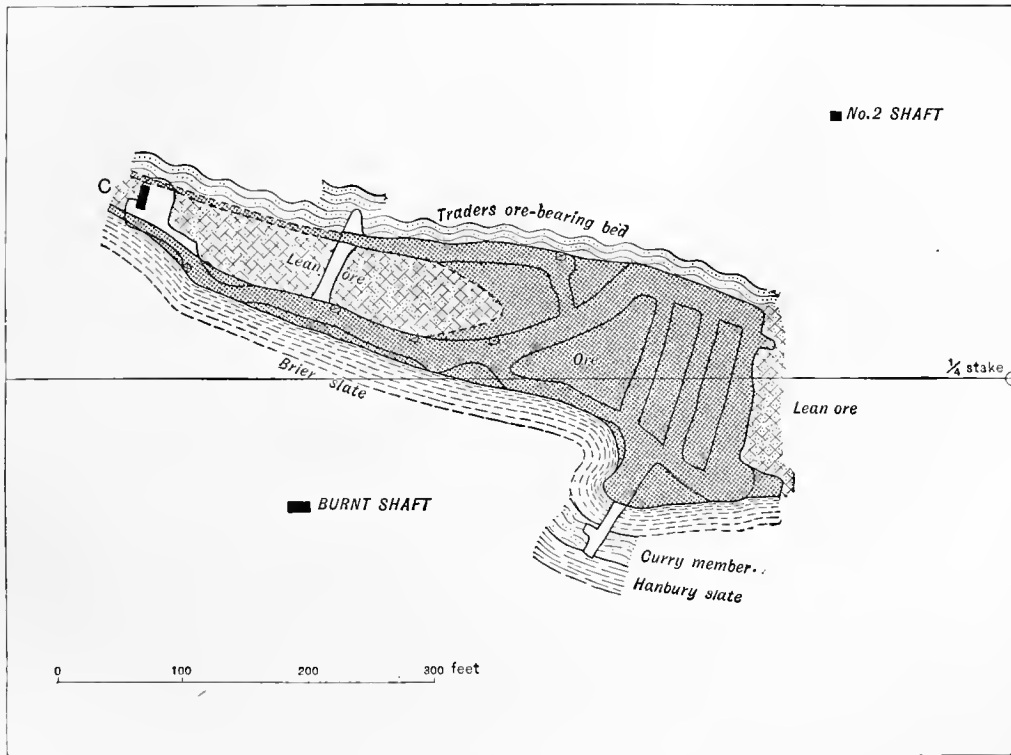 No.2 SHAFT
C
Traders ore-bearing bed
Lean ore
Ore
Brier slate
¼ stake
Lean ore
BURNT SHAFT
Curry member.
Hanbury slate
0 100 200 300 feet